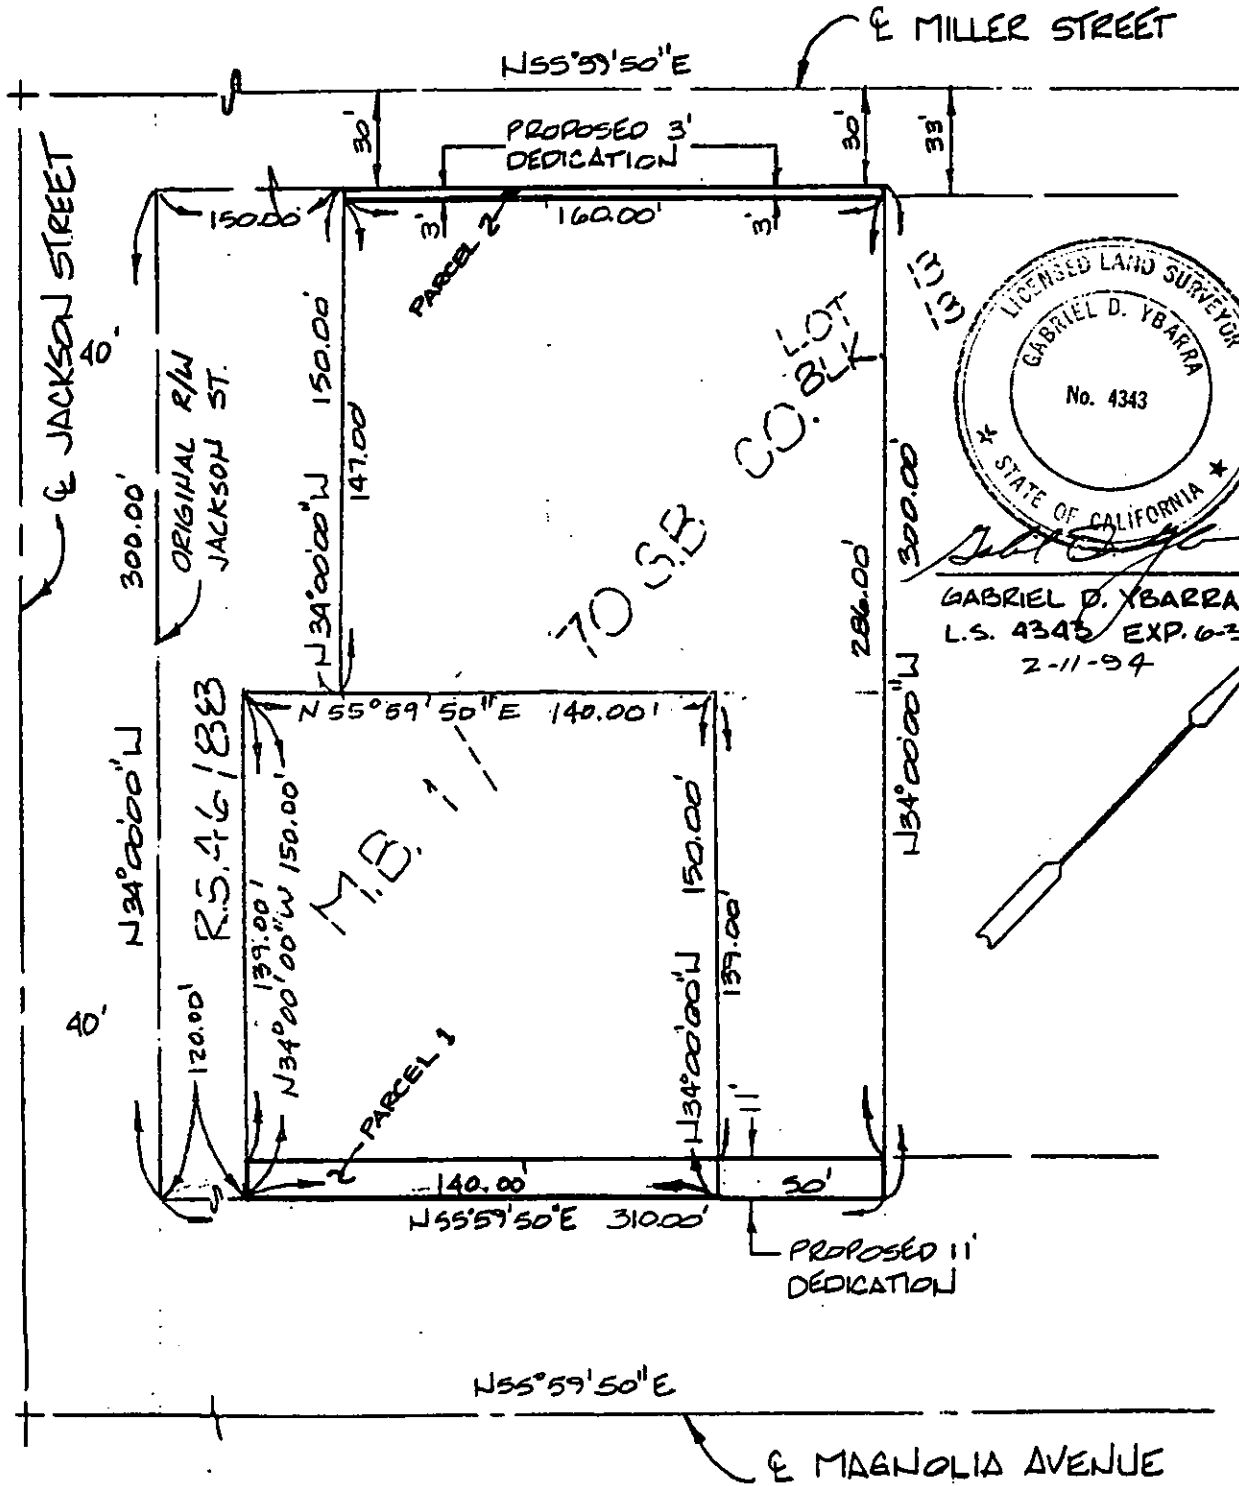 ℄ MILLER STREET
N55°59'50"E
30'
PROPOSED 3'
DEDICATION
30'
33'
℄ JACKSON STREET
150.00'
3'
160.00'
3'
PARCEL 2
40'
ORIGINAL R/W
JACKSON ST.
300.00'
N34°00'00"W 150.00'
147.00
LOT
CO. BLK.
70 S.B.
M.B. 1/
LICENSED LAND SURVEYOR
GABRIEL D. YBARRA
No. 4343
STATE OF CALIFORNIA
GABRIEL D. YBARRA
L.S. 4343 EXP. 6-3
2-11-94
286.00'
N34°00'00"W 300.00'
N55°59'50"E 140.00'
N34°00'00"W
R.S. 46/83
139.00'
N34°00'00"W 150.00'
N34°00'00"W 150.00'
139.00'
40'
120.00'
PARCEL 1
11'
140.00'
50'
N55°59'50"E 310.00'
PROPOSED 11'
DEDICATION
N55°59'50"E
℄ MAGNOLIA AVENUE